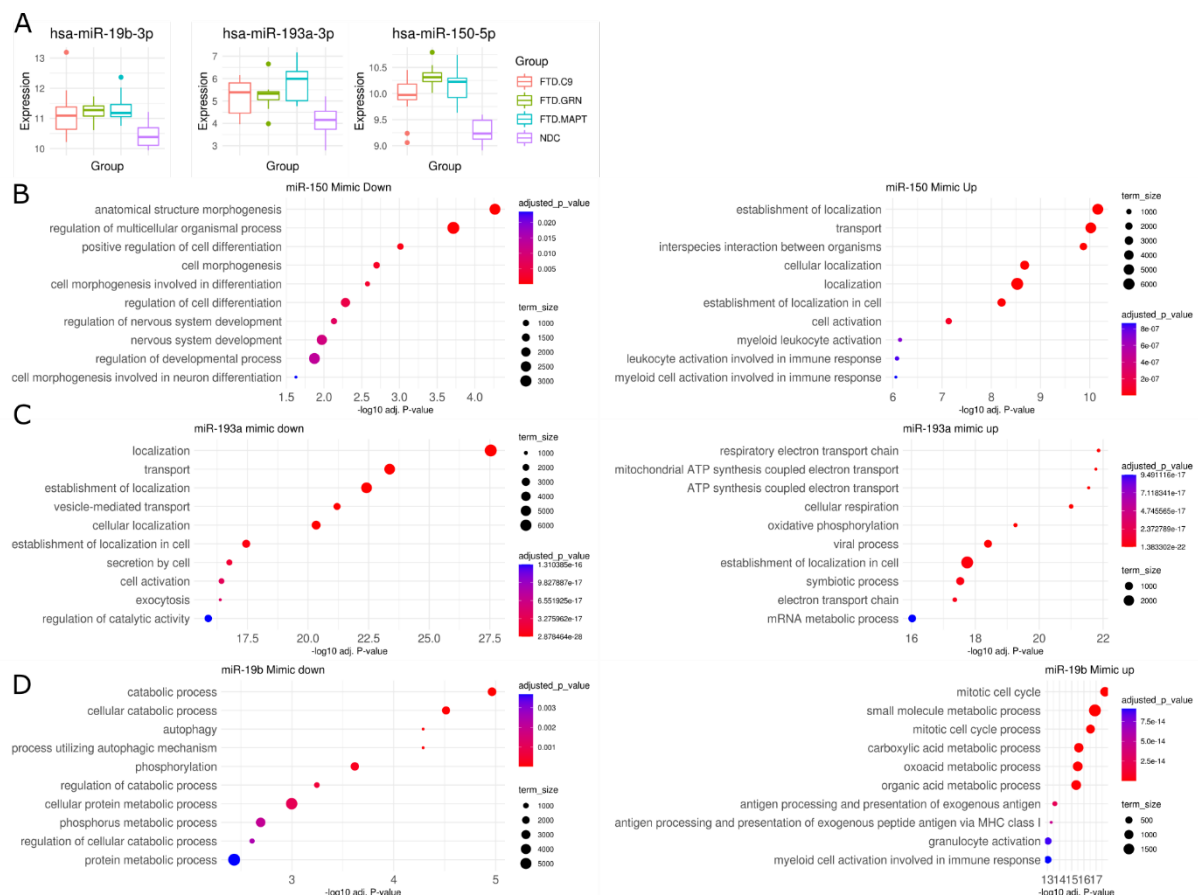 A
hsa-miR-19b-3p
hsa-miR-193a-3p
hsa-miR-150-5p
Expression
13
12
11
10
Group
Expression
7
6
5
4
3
Group
Expression
10.5
10.0
9.5
9.0
Group
Group
FTD.C9
FTD.GRN
FTD.MAPT
NDC
B
miR-150 Mimic Down
anatomical structure morphogenesis
regulation of multicellular organismal process
positive regulation of cell differentiation
cell morphogenesis
cell morphogenesis involved in differentiation
regulation of cell differentiation
regulation of nervous system development
nervous system development
regulation of developmental process
cell morphogenesis involved in neuron differentiation
1.5 2.0 2.5 3.0 3.5 4.0
-log10 adj. P-value
adjusted_p_value
0.020
0.015
0.010
0.005
term_size
1000
1500
2000
2500
3000
miR-150 Mimic Up
establishment of localization
transport
interspecies interaction between organisms
cellular localization
localization
establishment of localization in cell
cell activation
myeloid leukocyte activation
leukocyte activation involved in immune response
myeloid cell activation involved in immune response
6 7 8 9 10
-log10 adj. P-value
term_size
1000
2000
3000
4000
5000
6000
adjusted_p_value
8e-07
6e-07
4e-07
2e-07
C
miR-193a mimic down
localization
transport
establishment of localization
vesicle-mediated transport
cellular localization
establishment of localization in cell
secretion by cell
cell activation
exocytosis
regulation of catalytic activity
17.5 20.0 22.5 25.0 27.5
-log10 adj. P-value
term_size
1000
2000
3000
4000
5000
6000
adjusted_p_value
1.310385e-16
9.827887e-17
6.551925e-17
3.275962e-17
2.878464e-28
miR-193a mimic up
respiratory electron transport chain
mitochondrial ATP synthesis coupled electron transport
ATP synthesis coupled electron transport
cellular respiration
oxidative phosphorylation
viral process
establishment of localization in cell
symbiotic process
electron transport chain
mRNA metabolic process
16 18 20 22
-log10 adj. P-value
adjusted_p_value
9.491116e-17
7.118341e-17
4.745565e-17
2.372789e-17
1.383302e-22
term_size
1000
2000
D
miR-19b Mimic down
catabolic process
cellular catabolic process
autophagy
process utilizing autophagic mechanism
phosphorylation
regulation of catabolic process
cellular protein metabolic process
phosphorus metabolic process
regulation of cellular catabolic process
protein metabolic process
3 4 5
-log10 adj. P-value
adjusted_p_value
0.003
0.002
0.001
term_size
1000
2000
3000
4000
5000
miR-19b Mimic up
mitotic cell cycle
small molecule metabolic process
mitotic cell cycle process
carboxylic acid metabolic process
oxoacid metabolic process
organic acid metabolic process
antigen processing and presentation of exogenous antigen
antigen processing and presentation of exogenous peptide antigen via MHC class I
granulocyte activation
myeloid cell activation involved in immune response
1314151617
-log10 adj. P-value
adjusted_p_value
7.5e-14
5.0e-14
2.5e-14
term_size
500
1000
1500